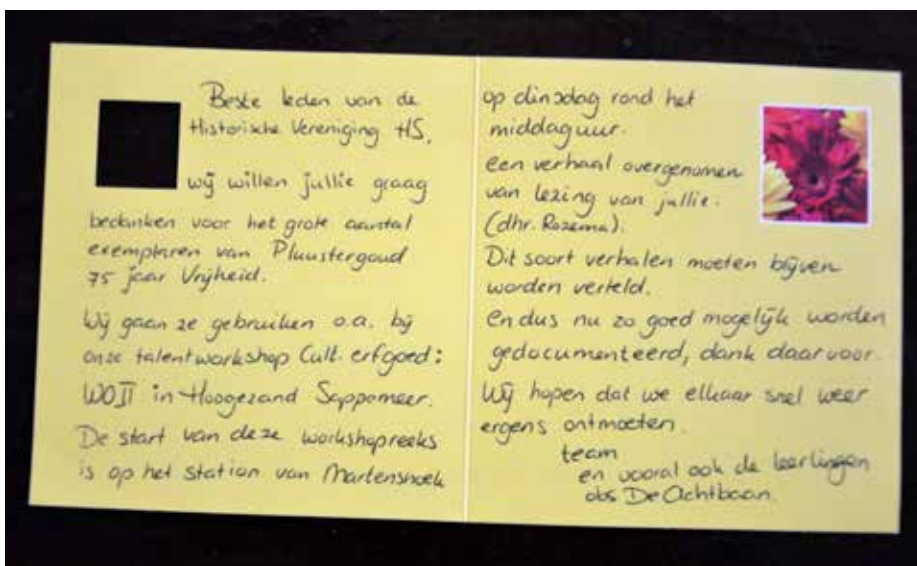 Beste leden van de
Historische Vereniging HS,
wij willen jullie graag
bedanken voor het grote aantal
exemplaren van Pluustergoud
75 jaar Vrijheid.
Wij gaan ze gebruiken o.a. bij
onze talentworkshop Cult. erfgoed:
WOII in Hoogezand Sappemeer.
De start van deze workshopreeks
is op het station van Martenshoek
op dinsdag rond het
middaguur.
een verhaal overgenomen
van lezing van jullie.
(dhr. Rozema).
Dit soort verhalen moeten blijven
worden verteld.
en dus nu zo goed mogelijk worden
gedocumenteerd, dank daarvoor.
Wij hopen dat we elkaar snel weer
ergens ontmoeten.
team
en vooral ook de leerlingen
obs De Achtbaan.